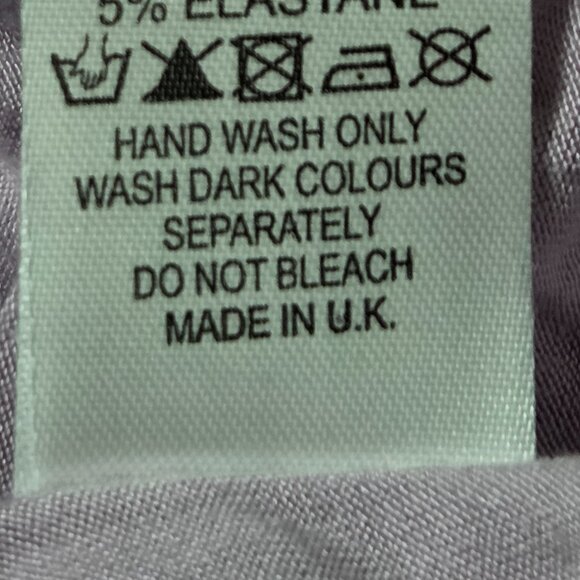 5% ELASTANE
HAND WASH ONLY
WASH DARK COLOURS
SEPARATELY
DO NOT BLEACH
MADE IN U.K.